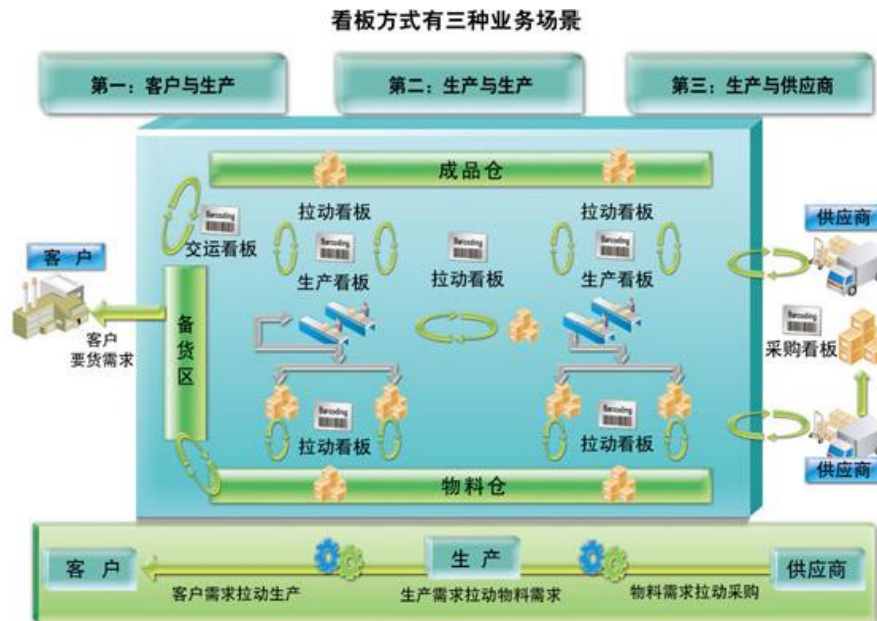 看板方式有三种业务场景
第一：客户与生产
第二：生产与生产
第三：生产与供应商
成品仓
Barcoding
交运看板
拉动看板
Barcoding
生产看板
Barcoding
拉动看板
拉动看板
Barcoding
生产看板
供应商
客 户
备货区
客户
要货需求
Barcoding
采购看板
Barcoding
拉动看板
Barcoding
拉动看板
供应商
物料仓
客 户
生 产
供应商
客户需求拉动生产
生产需求拉动物料需求
物料需求拉动采购